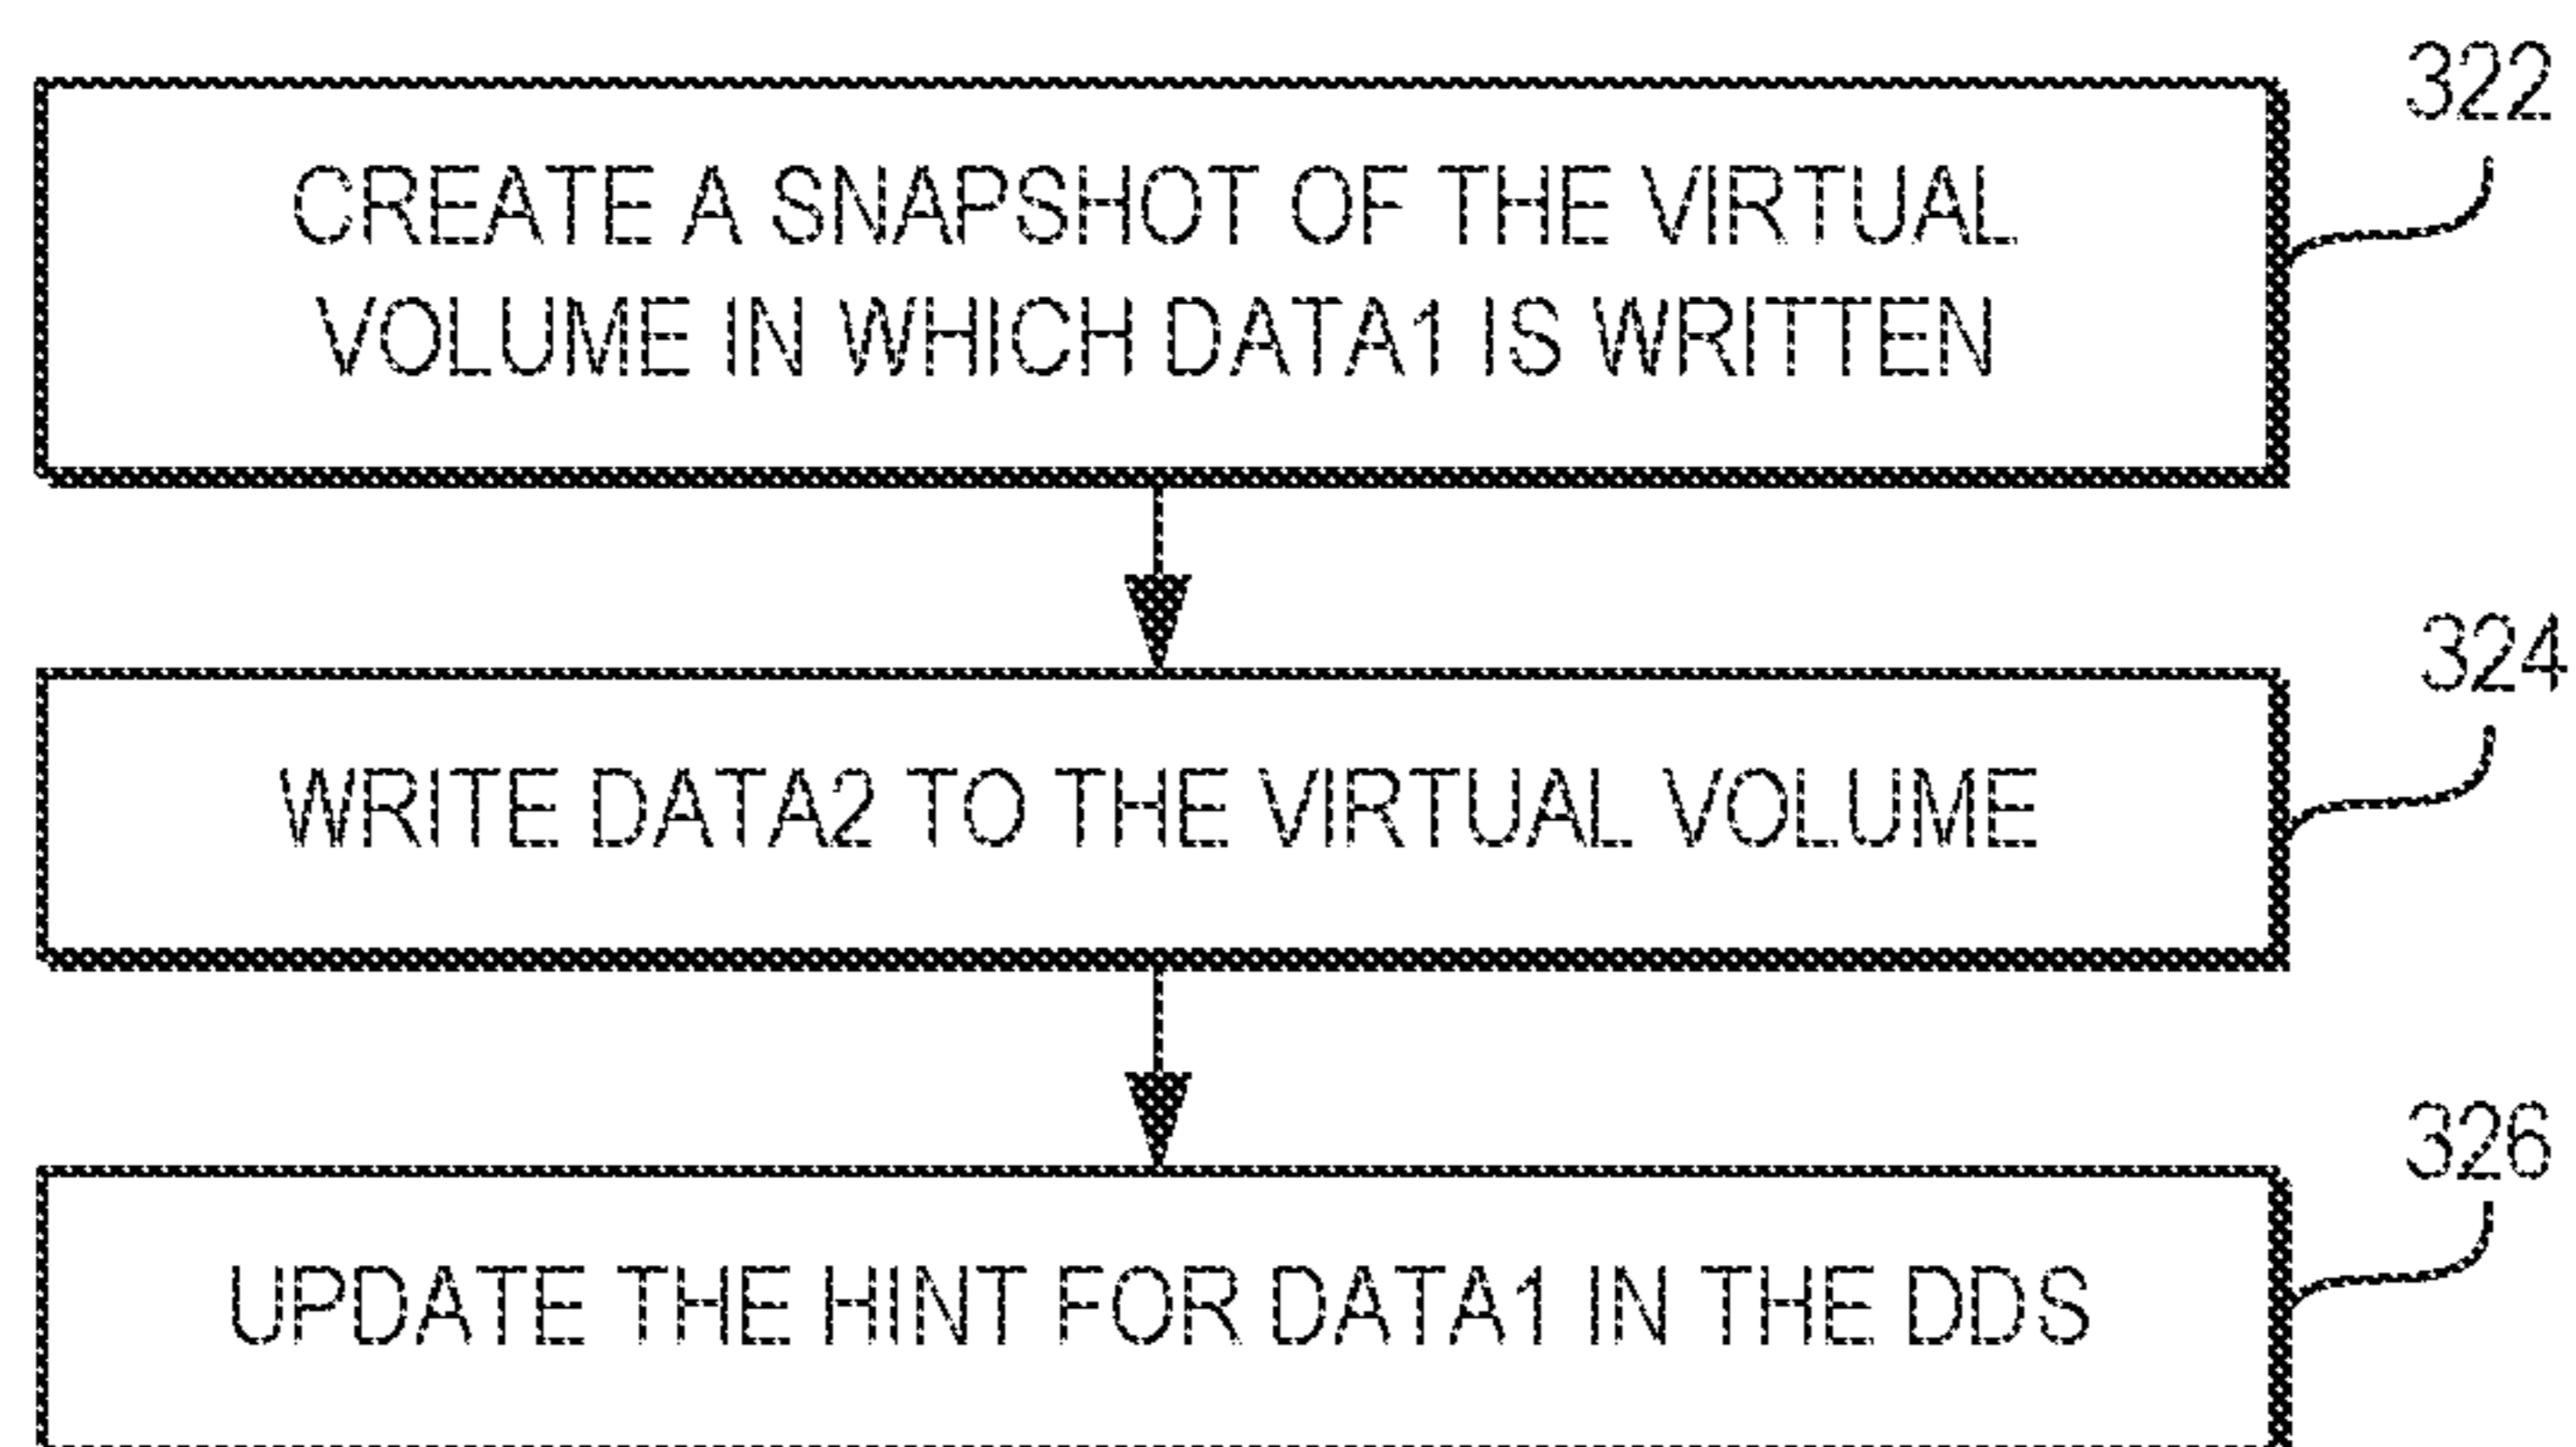 322
CREATE A SNAPSHOT OF THE VIRTUAL
VOLUME IN WHICH DATA1 IS WRITTEN
324
WRITE DATA2 TO THE VIRTUAL VOLUME
326
UPDATE THE HINT FOR DATA1 IN THE DDS